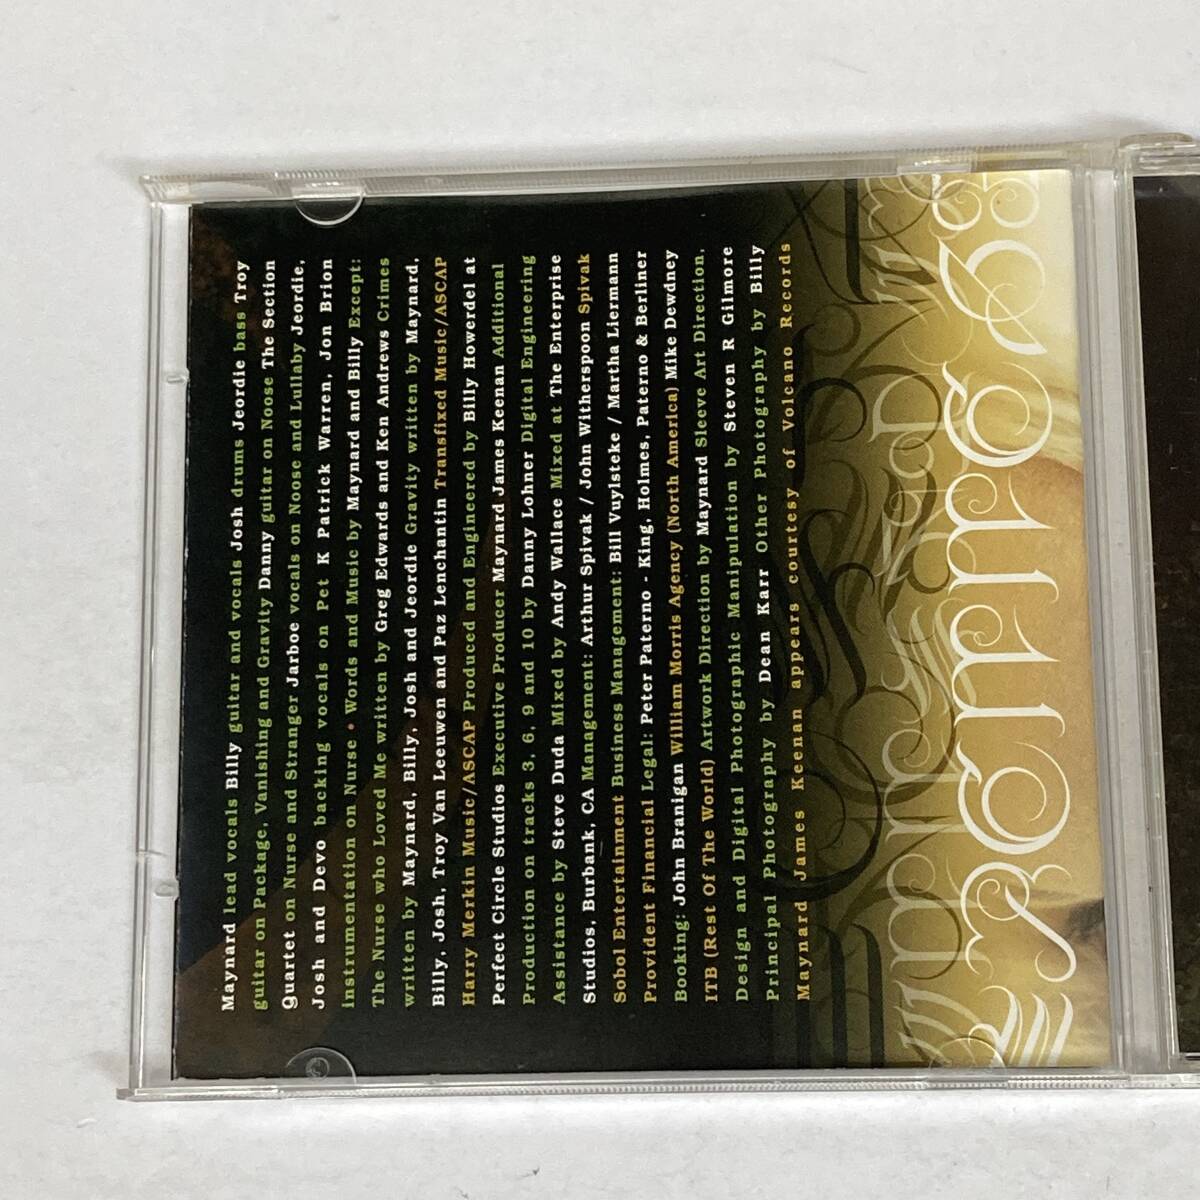 Maynard lead vocals Billy guitar and vocals Josh drums Jeordie bass Troy
guitar on Package, Vanishing and Gravity Danny guitar on Noose The Section
Quartet on Nurse and Stranger Jarboe vocals on Noose and Lullaby Jeordie,
Josh and Devo backing vocals on Pet K Patrick Warren, Jon Brion
instrumentation on Nurse • Words and Music by Maynard and Billy Except:
The Nurse who Loved Me written by Greg Edwards and Ken Andrews Crimes
written by Maynard, Billy, Josh and Jeordie Gravity written by Maynard,
Billy, Josh, Troy Van Leeuwen and Paz Lenchantin Transfixed Music/ASCAP
Harry Merkin Music/ASCAP Produced and Engineered by Billy Howerdel at
Perfect Circle Studios Executive Producer Maynard James Keenan Additional
Production on tracks 3, 6, 9 and 10 by Danny Lohner Digital Engineering
Assistance by Steve Duda Mixed by Andy Wallace Mixed at The Enterprise
Studios, Burbank, CA Management: Arthur Spivak / John Witherspoon Spivak
Sobol Entertainment Business Management: Bill Vuylsteke / Martha Liermann
Provident Financial Legal: Peter Paterno - King, Holmes, Paterno & Berliner
Booking: John Branigan William Morris Agency (North America) Mike Dewdney
ITB (Rest Of The World) Artwork Direction by Maynard Sleeve Art Direction,
Design and Digital Photographic Manipulation by Steven R Gilmore
Principal Photography by Dean Karr Other Photography by Billy
Maynard James Keenan appears courtesy of Volcano Records